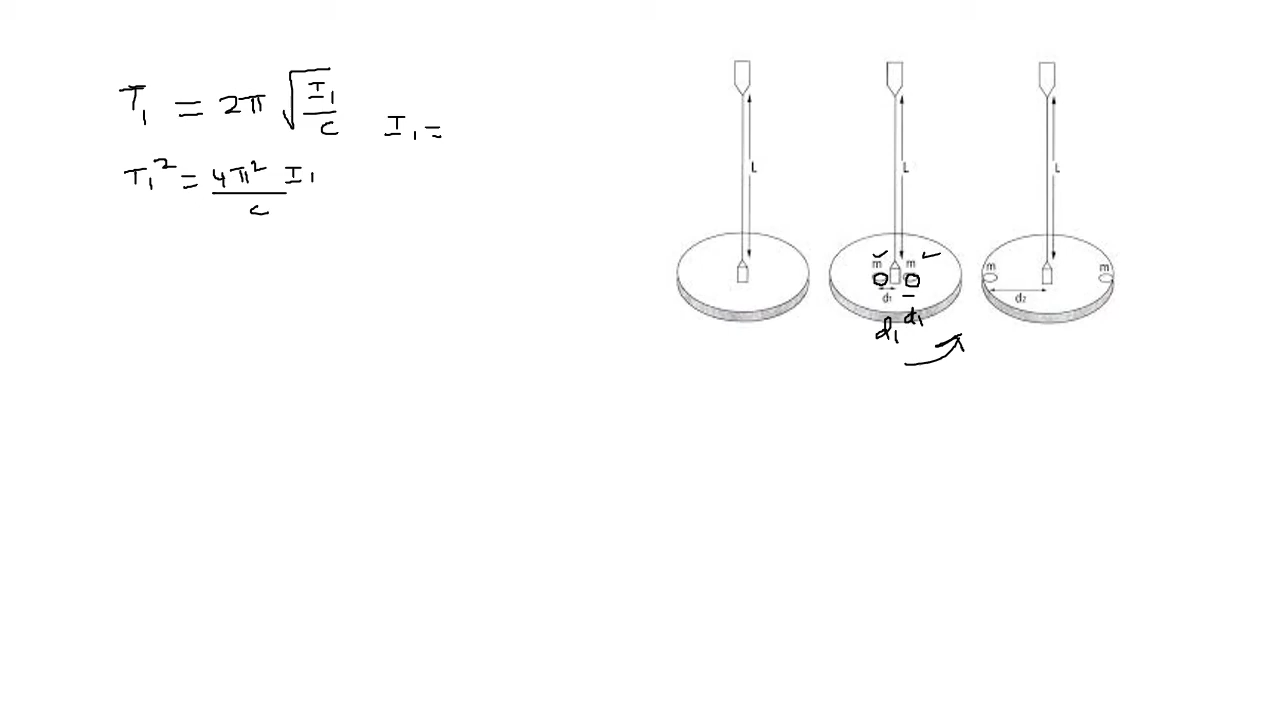 T₁ = 2π √(I₁/c)
I₁ =
T₁² = 4π²/c I₁
L
L
L
m m
d₁
d₁ d₁
m m
d₂